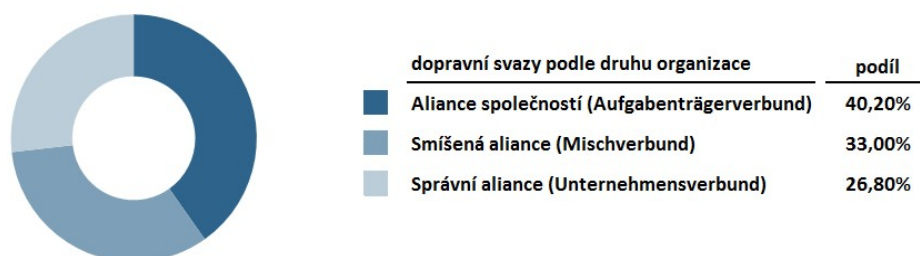 dopravní svazy podle druhu organizace podíl
Aliance společností (Aufgabenträgerverbund) 40,20%
Smíšená aliance (Mischverbund) 33,00%
Správní aliance (Unternehmensverbund) 26,80%